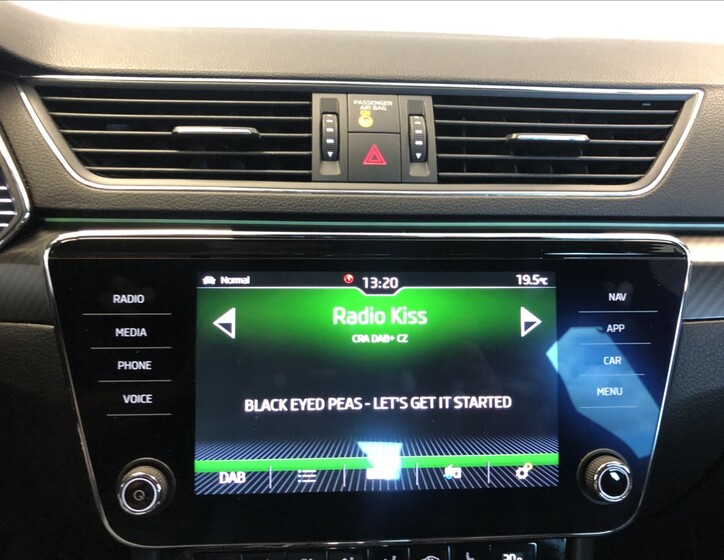 PASSENGER
AIR BAG
Normal
13:20
19.5°C
RADIO
MEDIA
PHONE
VOICE
Radio Kiss
CRA DAB+ CZ
BLACK EYED PEAS - LET'S GET IT STARTED
DAB
NAV
APP
CAR
MENU